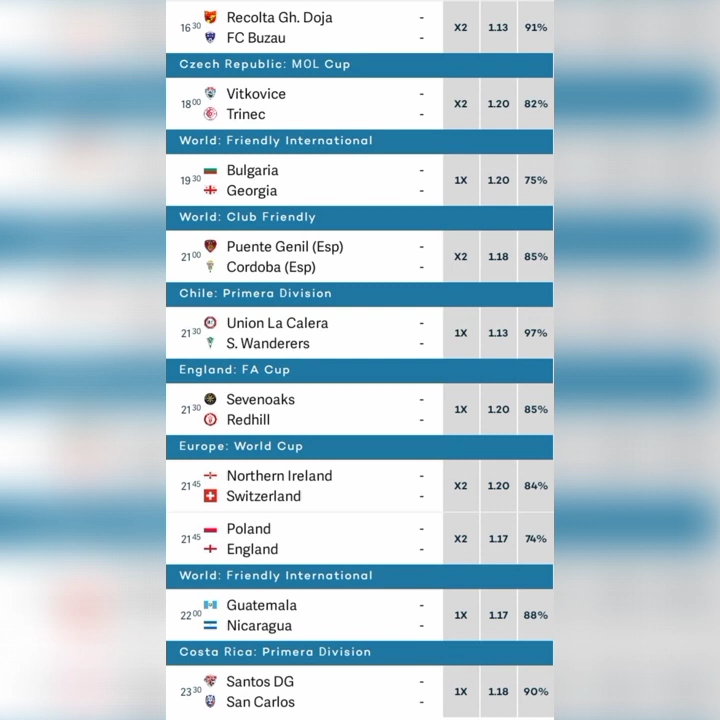 16 30 Recolta Gh. Doja - X2 1.13 91%
FC Buzau -
Czech Republic: MOL Cup
18 00 Vitkovice - X2 1.20 82%
Trinec -
World: Friendly International
19 30 Bulgaria - 1X 1.20 75%
Georgia -
World: Club Friendly
21 00 Puente Genil (Esp) - X2 1.18 85%
Cordoba (Esp) -
Chile: Primera Division
21 30 Union La Calera - 1X 1.13 97%
S. Wanderers -
England: FA Cup
21 30 Sevenoaks - 1X 1.20 85%
Redhill -
Europe: World Cup
21 45 Northern Ireland - X2 1.20 84%
Switzerland -
21 45 Poland - X2 1.17 74%
England -
World: Friendly International
22 00 Guatemala - 1X 1.17 88%
Nicaragua -
Costa Rica: Primera Division
23 30 Santos DG - 1X 1.18 90%
San Carlos -